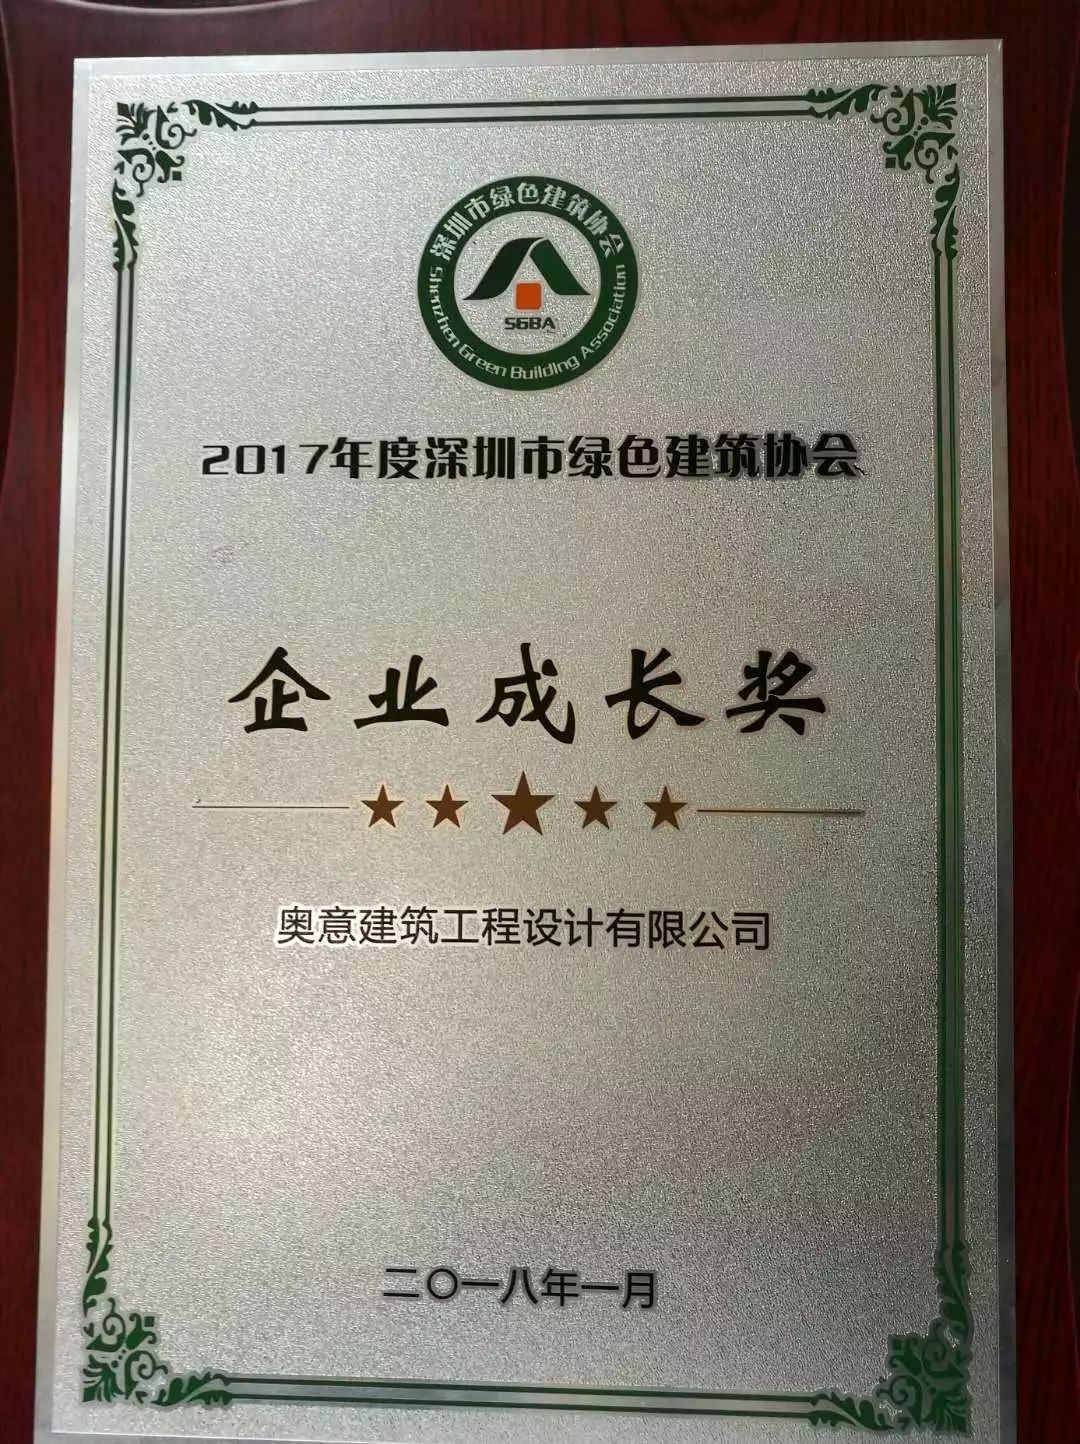 深圳市绿色建筑协会
SGBA
Shenzhen Green Building Association
2017年度深圳市绿色建筑协会
企业成长奖
奥意建筑工程设计有限公司
二〇一八年一月